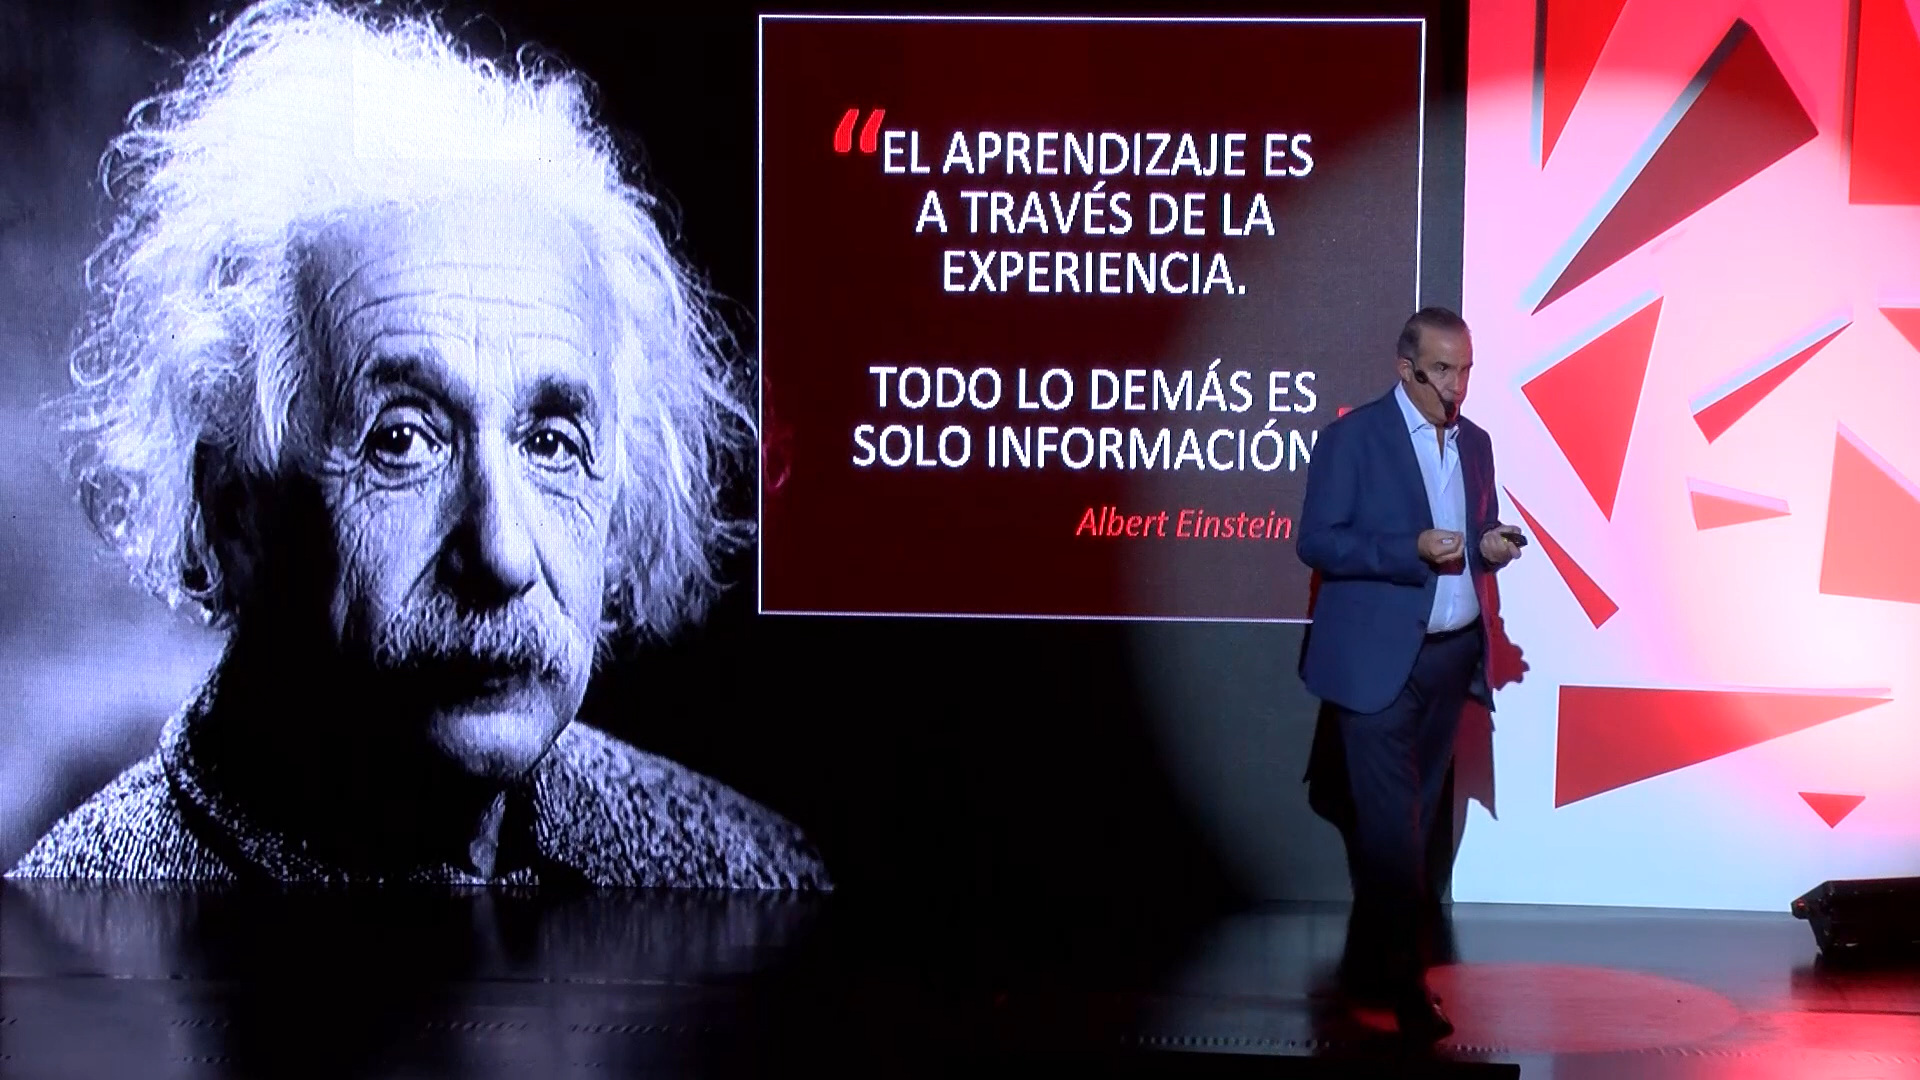 “EL APRENDIZAJE ES
A TRAVÉS DE LA
EXPERIENCIA.
TODO LO DEMÁS ES
SOLO INFORMACIÓN
Albert Einstein